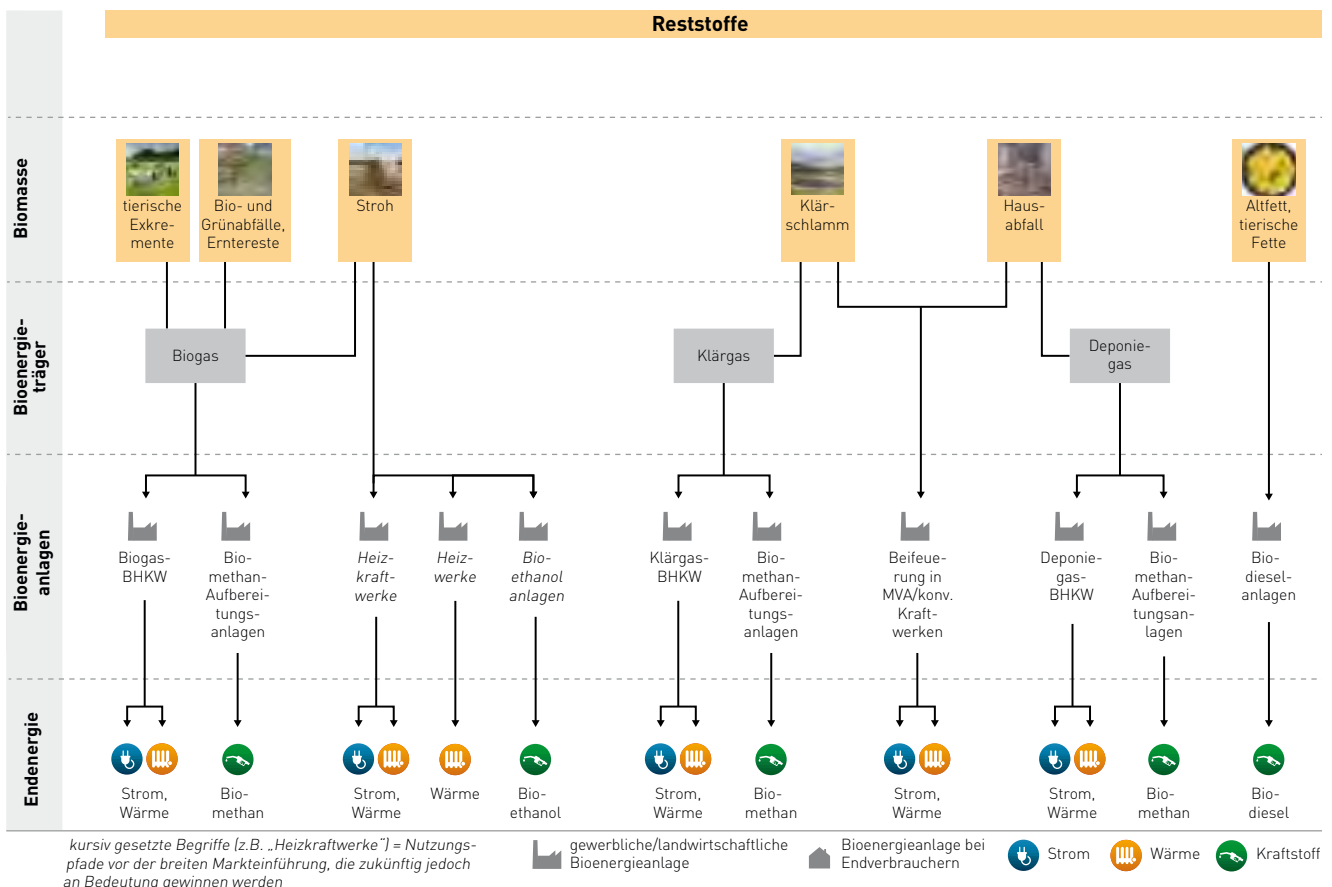 Reststoffe
Biomasse
tierische
Exkre-
mente
Bio- und
Grünabfälle,
Erntereste
Stroh
Klär-
schlamm
Haus-
abfall
Altfett,
tierische
Fette
Bioenergie-
träger
Biogas
Klärgas
Deponie-
gas
Bioenergie-
anlagen
Biogas-
BHKW
Bio-
methan-
Aufberei-
tungs-
anlagen
Heiz-
kraft-
werke
Heiz-
werke
Bio-
ethanol
anlagen
Klärgas-
BHKW
Bio-
methan-
Aufberei-
tungs-
anlagen
Beifeue-
rung in
MVA/konv.
Kraft-
werken
Deponie-
gas-
BHKW
Bio-
methan-
Aufberei-
tungsan-
lagen
Bio-
diesel-
anlagen
Endenergie
Strom,
Wärme
Bio-
methan
Strom,
Wärme
Wärme
Bio-
ethanol
Strom,
Wärme
Bio-
methan
Strom,
Wärme
Strom,
Wärme
Bio-
methan
Bio-
diesel
kursiv gesetzte Begriffe (z.B. „Heizkraftwerke“) = Nutzungs-
pfade vor der breiten Markteinführung, die zukünftig jedoch
an Bedeutung gewinnen werden
gewerbliche/landwirtschaftliche
Bioenergieanlage
Bioenergieanlage bei
Endverbrauchern
Strom
Wärme
Kraftstoff